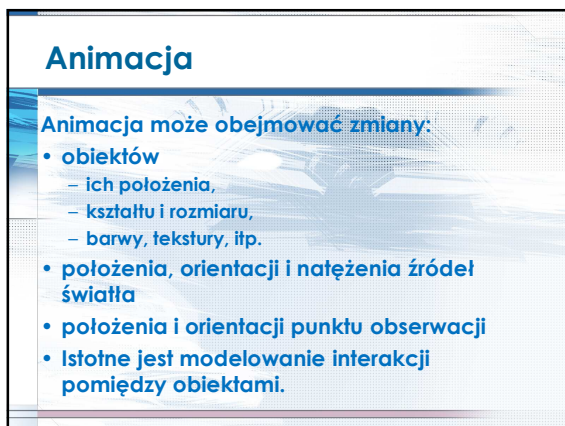 Animacja
Animacja może obejmować zmiany:
• obiektów
– ich położenia,
– kształtu i rozmiaru,
– barwy, tekstury, itp.
• położenia, orientacji i natężenia źródeł
światła
• położenia i orientacji punktu obserwacji
• Istotne jest modelowanie interakcji
pomiędzy obiektami.